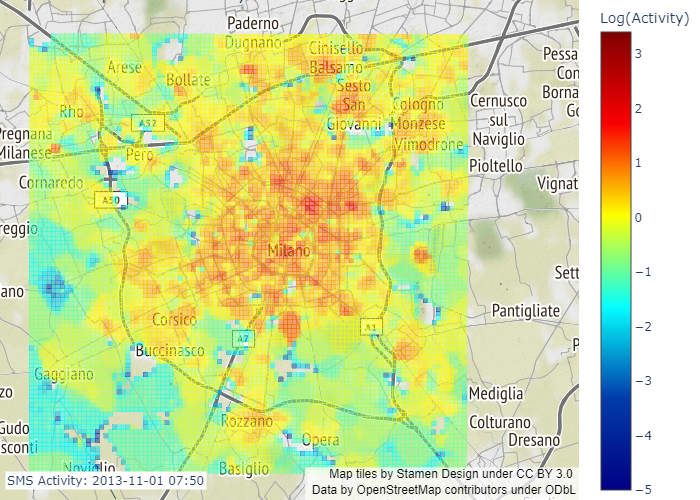 Log(Activity)
Paderno
Dugnano
Cinisello
Balsamo
Arese
Bollate
Sesto
San
Giovanni
Rho
A52
Cologno
Monzese
Vimodrone
Cernusco
sul
Naviglio
Pessa
Con
Borna
Go
Pregnana
Milanese
Pero
Pioltello
Cornaredo
A50
Vignat
reggio
Milano
Sett
ano
Pantigliate
Corsico
A7
A1
Buccinasco
P
Gaggiano
zo
Mediglia
Rozzano
Colturano
Gudo
sconti
Opera
Dresano
Noviglio
Basiglio
SMS Activity: 2013-11-01 07:50
Map tiles by Stamen Design under CC BY 3.0
Data by OpenStreetMap contributors under ODbL
3
2
1
0
−1
−2
−3
−4
−5